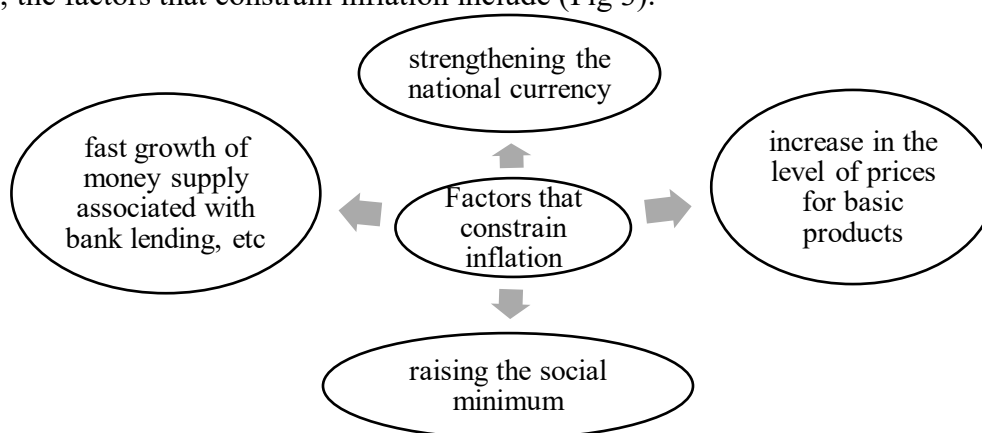 , the factors that constrain inflation include (Fig 3):
strengthening the
national currency
fast growth of
money supply
associated with
bank lending, etc
Factors that
constrain
inflation
increase in the
level of prices
for basic
products
raising the social
minimum